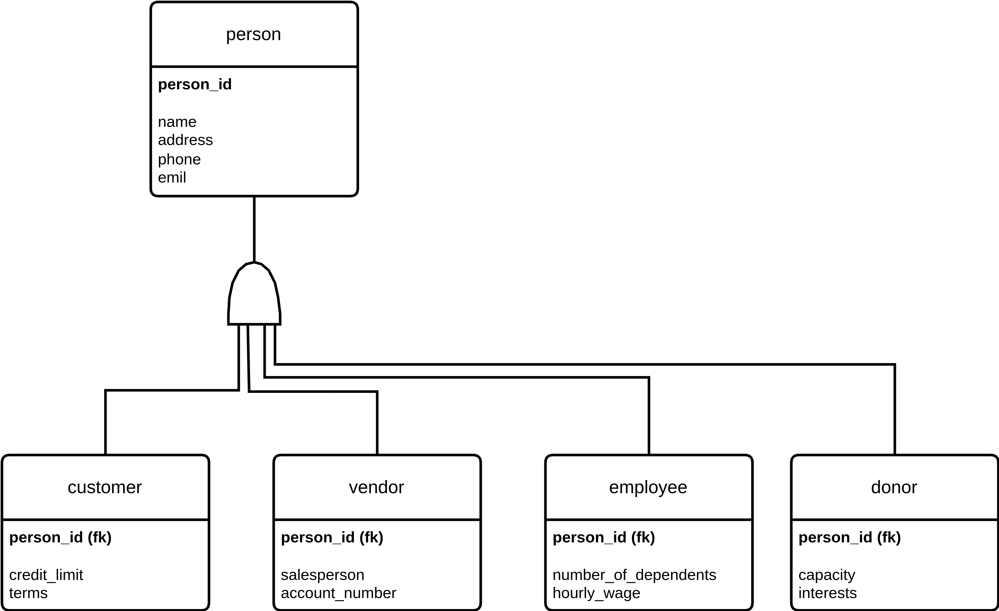 person
person_id
name
address
phone
emil
customer
person_id (fk)
credit_limit
terms
vendor
person_id (fk)
salesperson
account_number
employee
person_id (fk)
number_of_dependents
hourly_wage
donor
person_id (fk)
capacity
interests